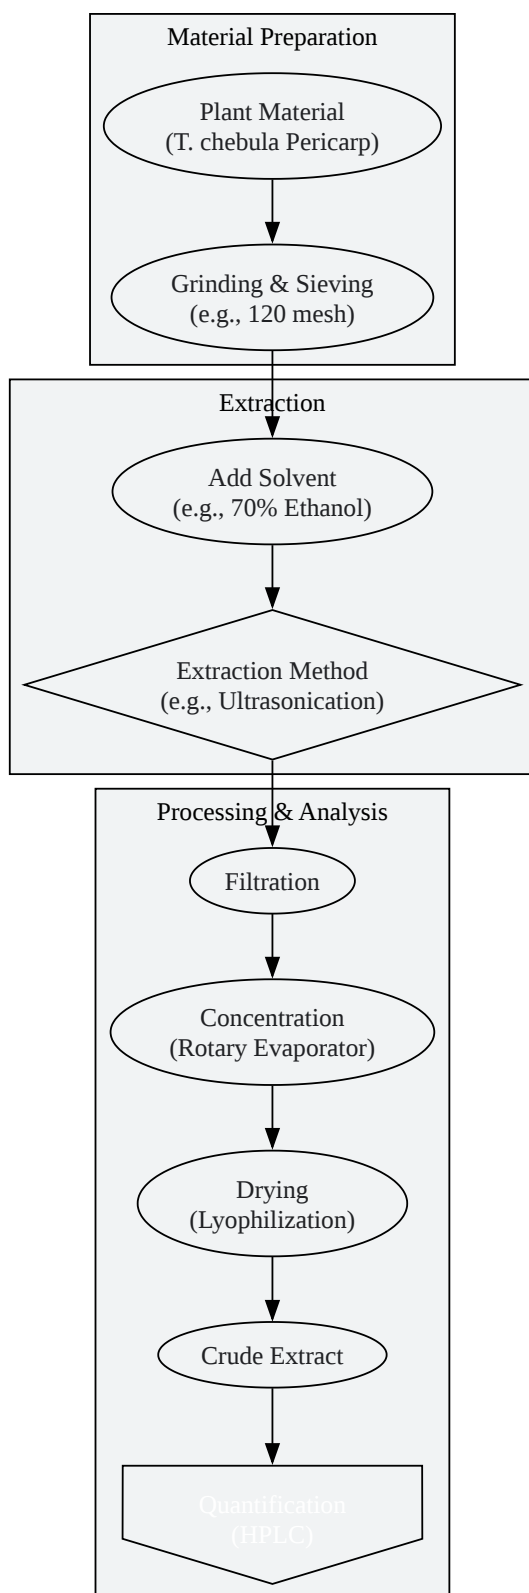 Material Preparation
Plant Material
(T. chebula Pericarp)
Grinding & Sieving
(e.g., 120 mesh)
Extraction
Add Solvent
(e.g., 70% Ethanol)
Extraction Method
(e.g., Ultrasonication)
Processing & Analysis
Filtration
Concentration
(Rotary Evaporator)
Drying
(Lyophilization)
Crude Extract
Quantification
(HPLC)